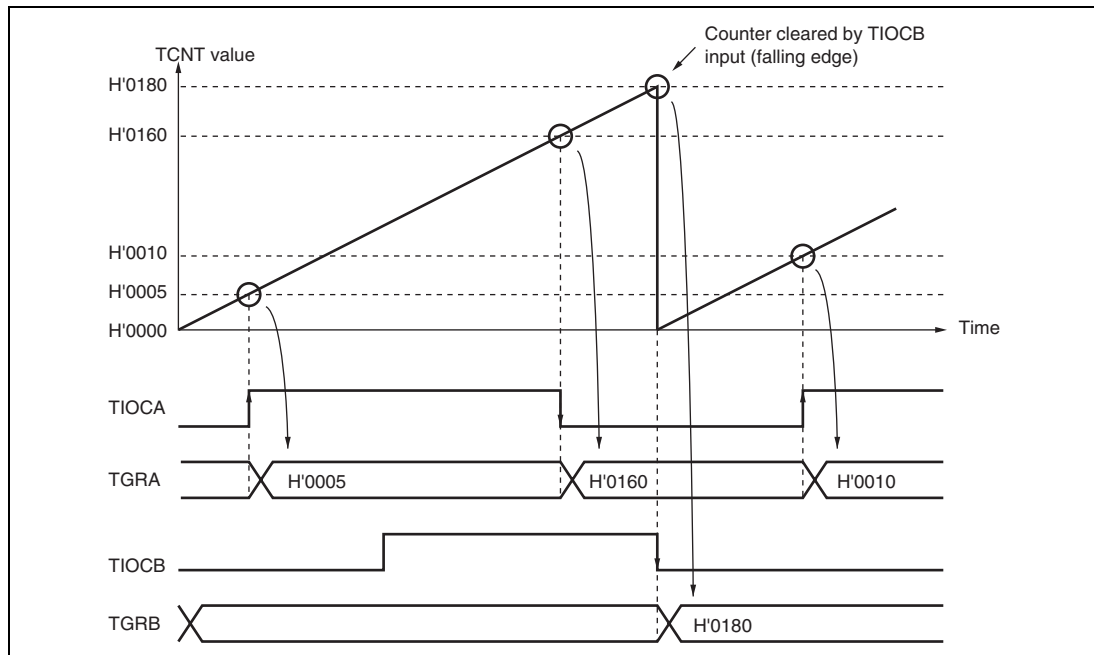 Counter cleared by TIOCB
input (falling edge)
TCNT value
H'0180
H'0160
H'0010
H'0005
H'0000
Time
TIOCA
TGRA
H'0005
H'0160
H'0010
TIOCB
TGRB
H'0180